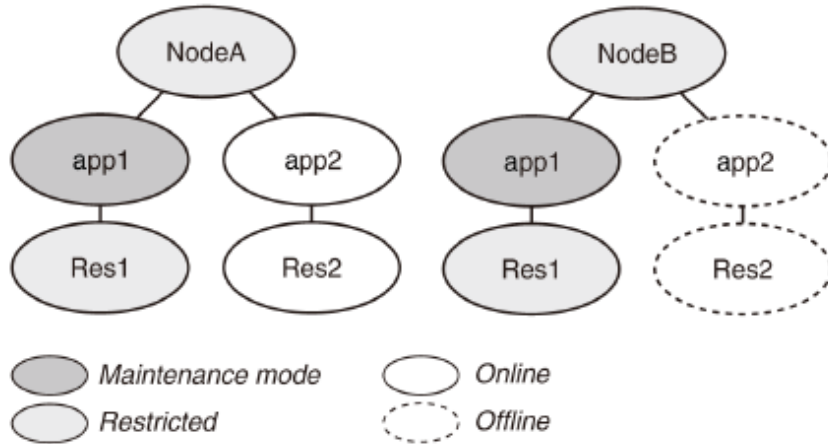 NodeA
NodeB
app1
app2
app1
app2
Res1
Res2
Res1
Res2
Maintenance mode
Online
Restricted
Offline